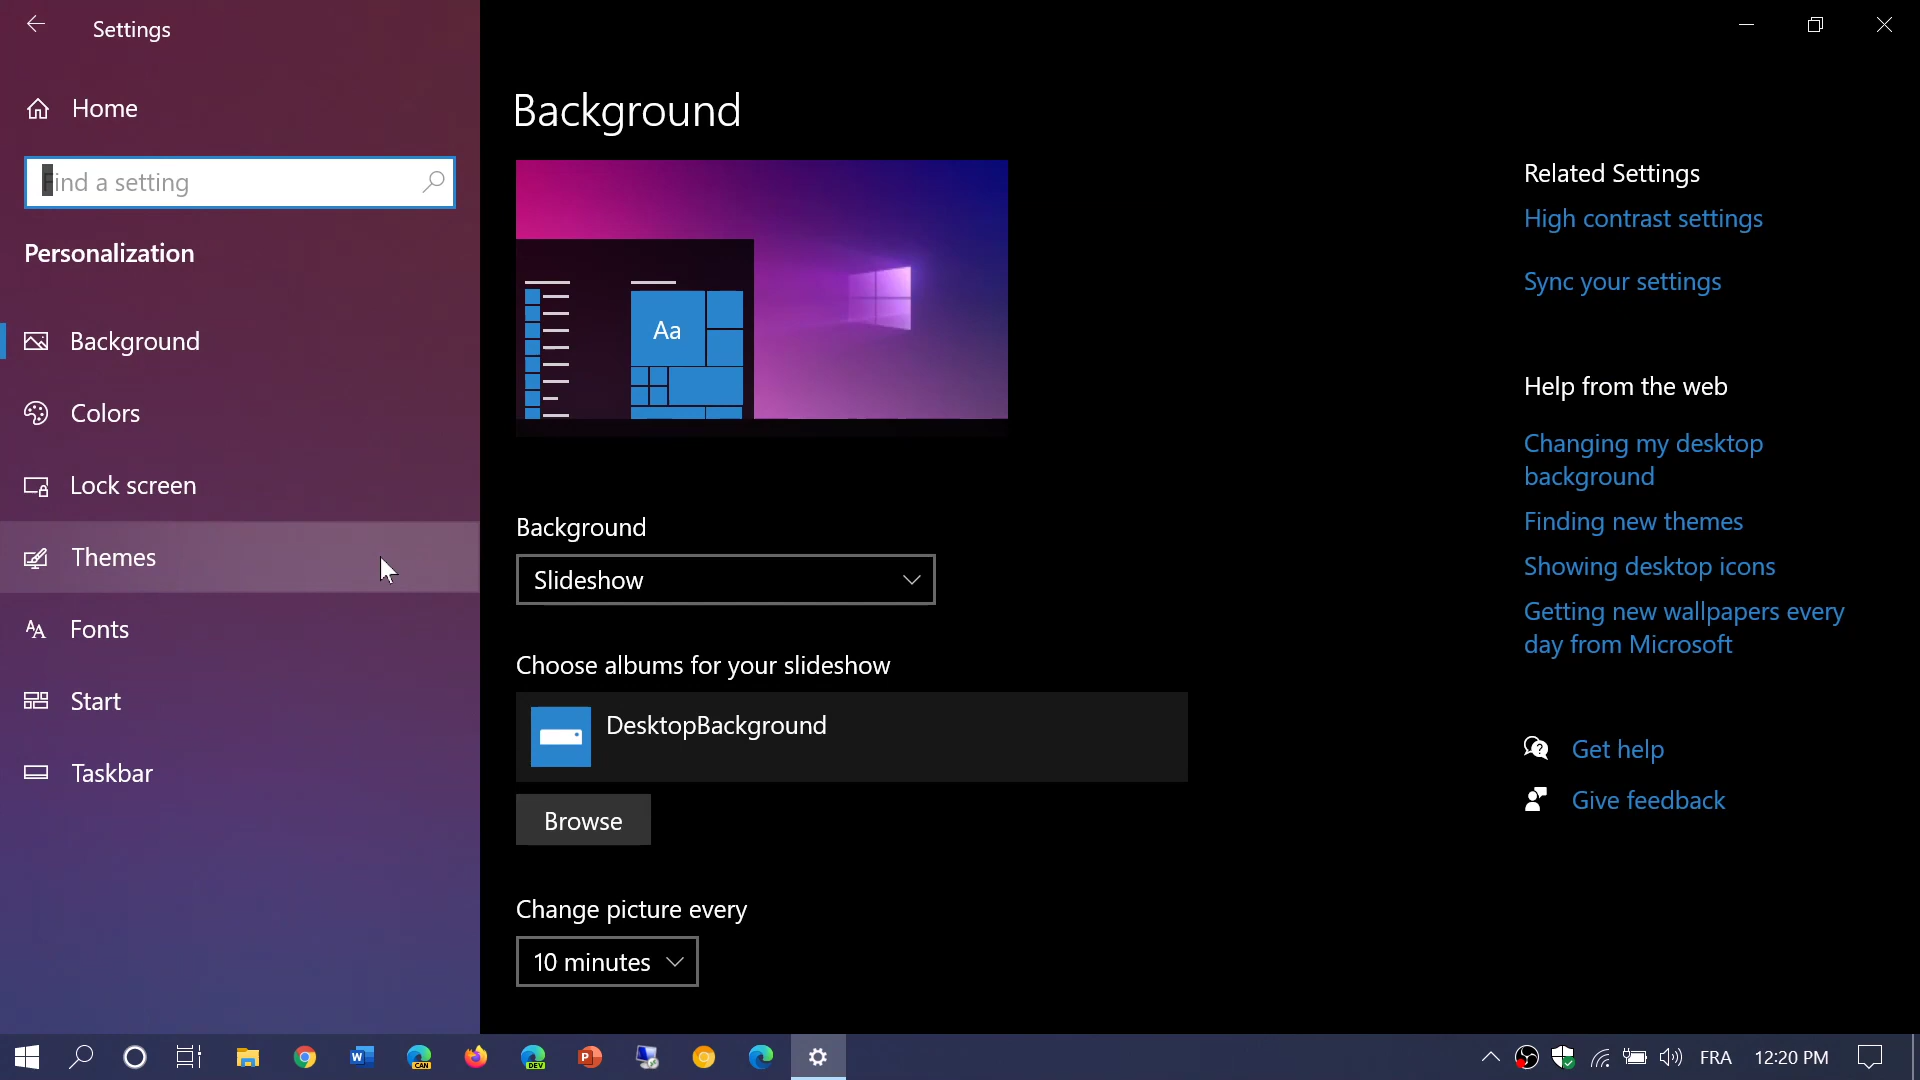 Settings
Home
Find a setting
Personalization
Background
Colors
Lock screen
Themes
Fonts
Start
Taskbar
Background
Aa
Background
Slideshow
Choose albums for your slideshow
DesktopBackground
Browse
Change picture every
10 minutes
Related Settings
High contrast settings
Sync your settings
Help from the web
Changing my desktop
background
Finding new themes
Showing desktop icons
Getting new wallpapers every
day from Microsoft
Get help
Give feedback
W
CAN
DEV
P
FRA
12:20 PM